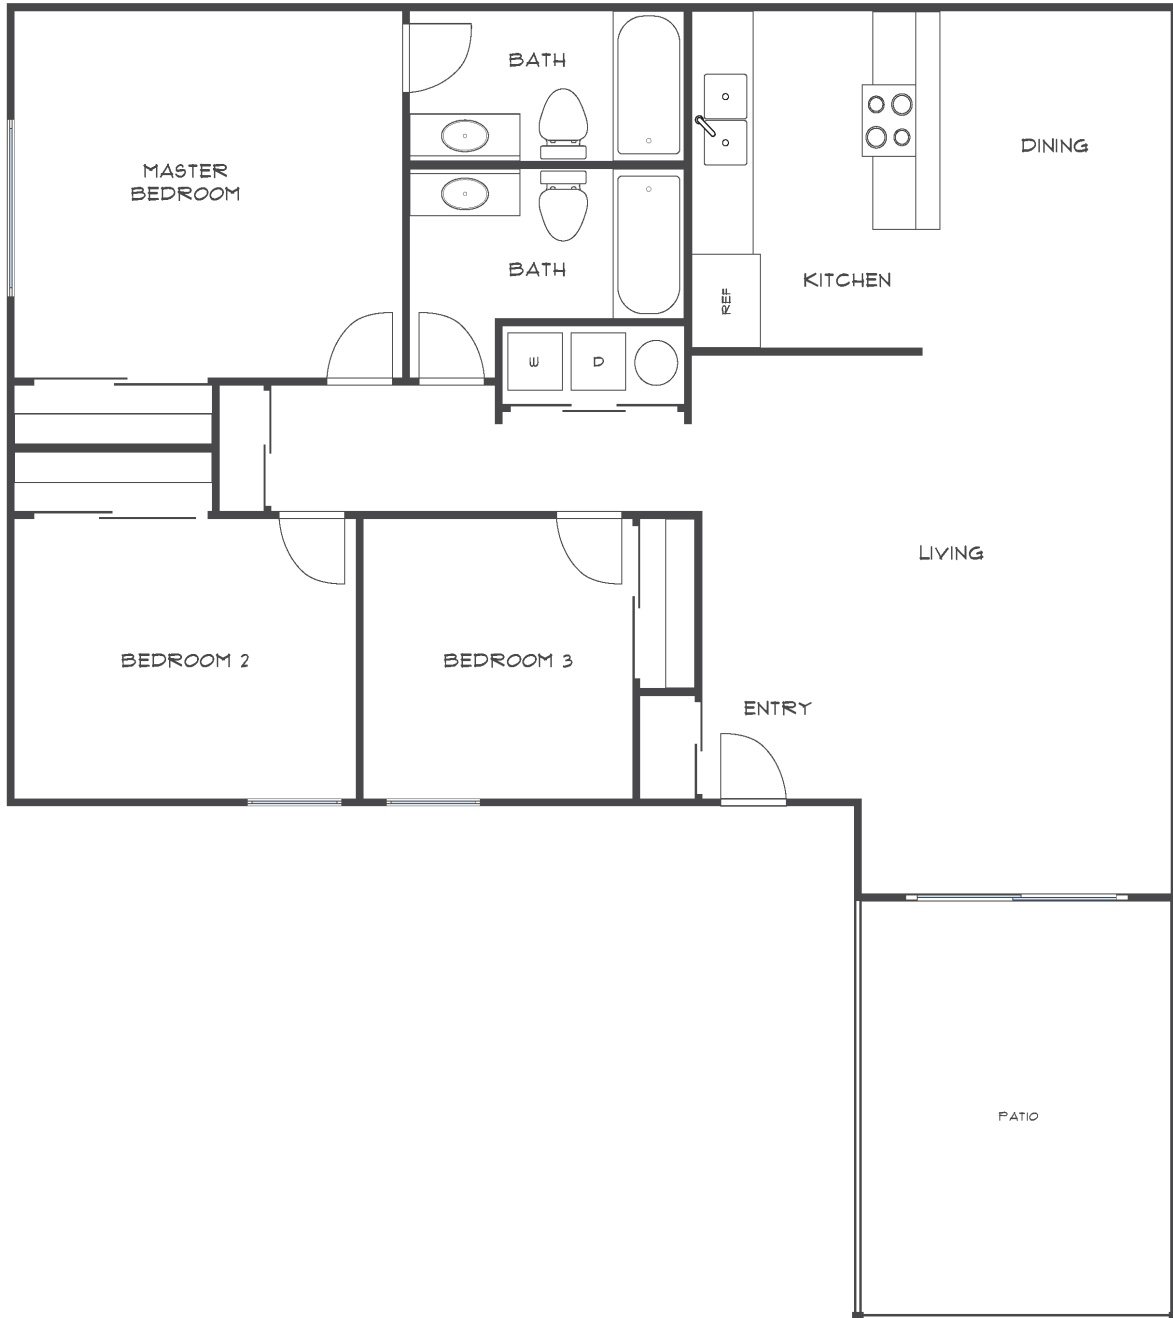 BATH
DINING
MASTER
BEDROOM
BATH
KITCHEN
REF
W
D
LIVING
BEDROOM 2
BEDROOM 3
ENTRY
PATIO